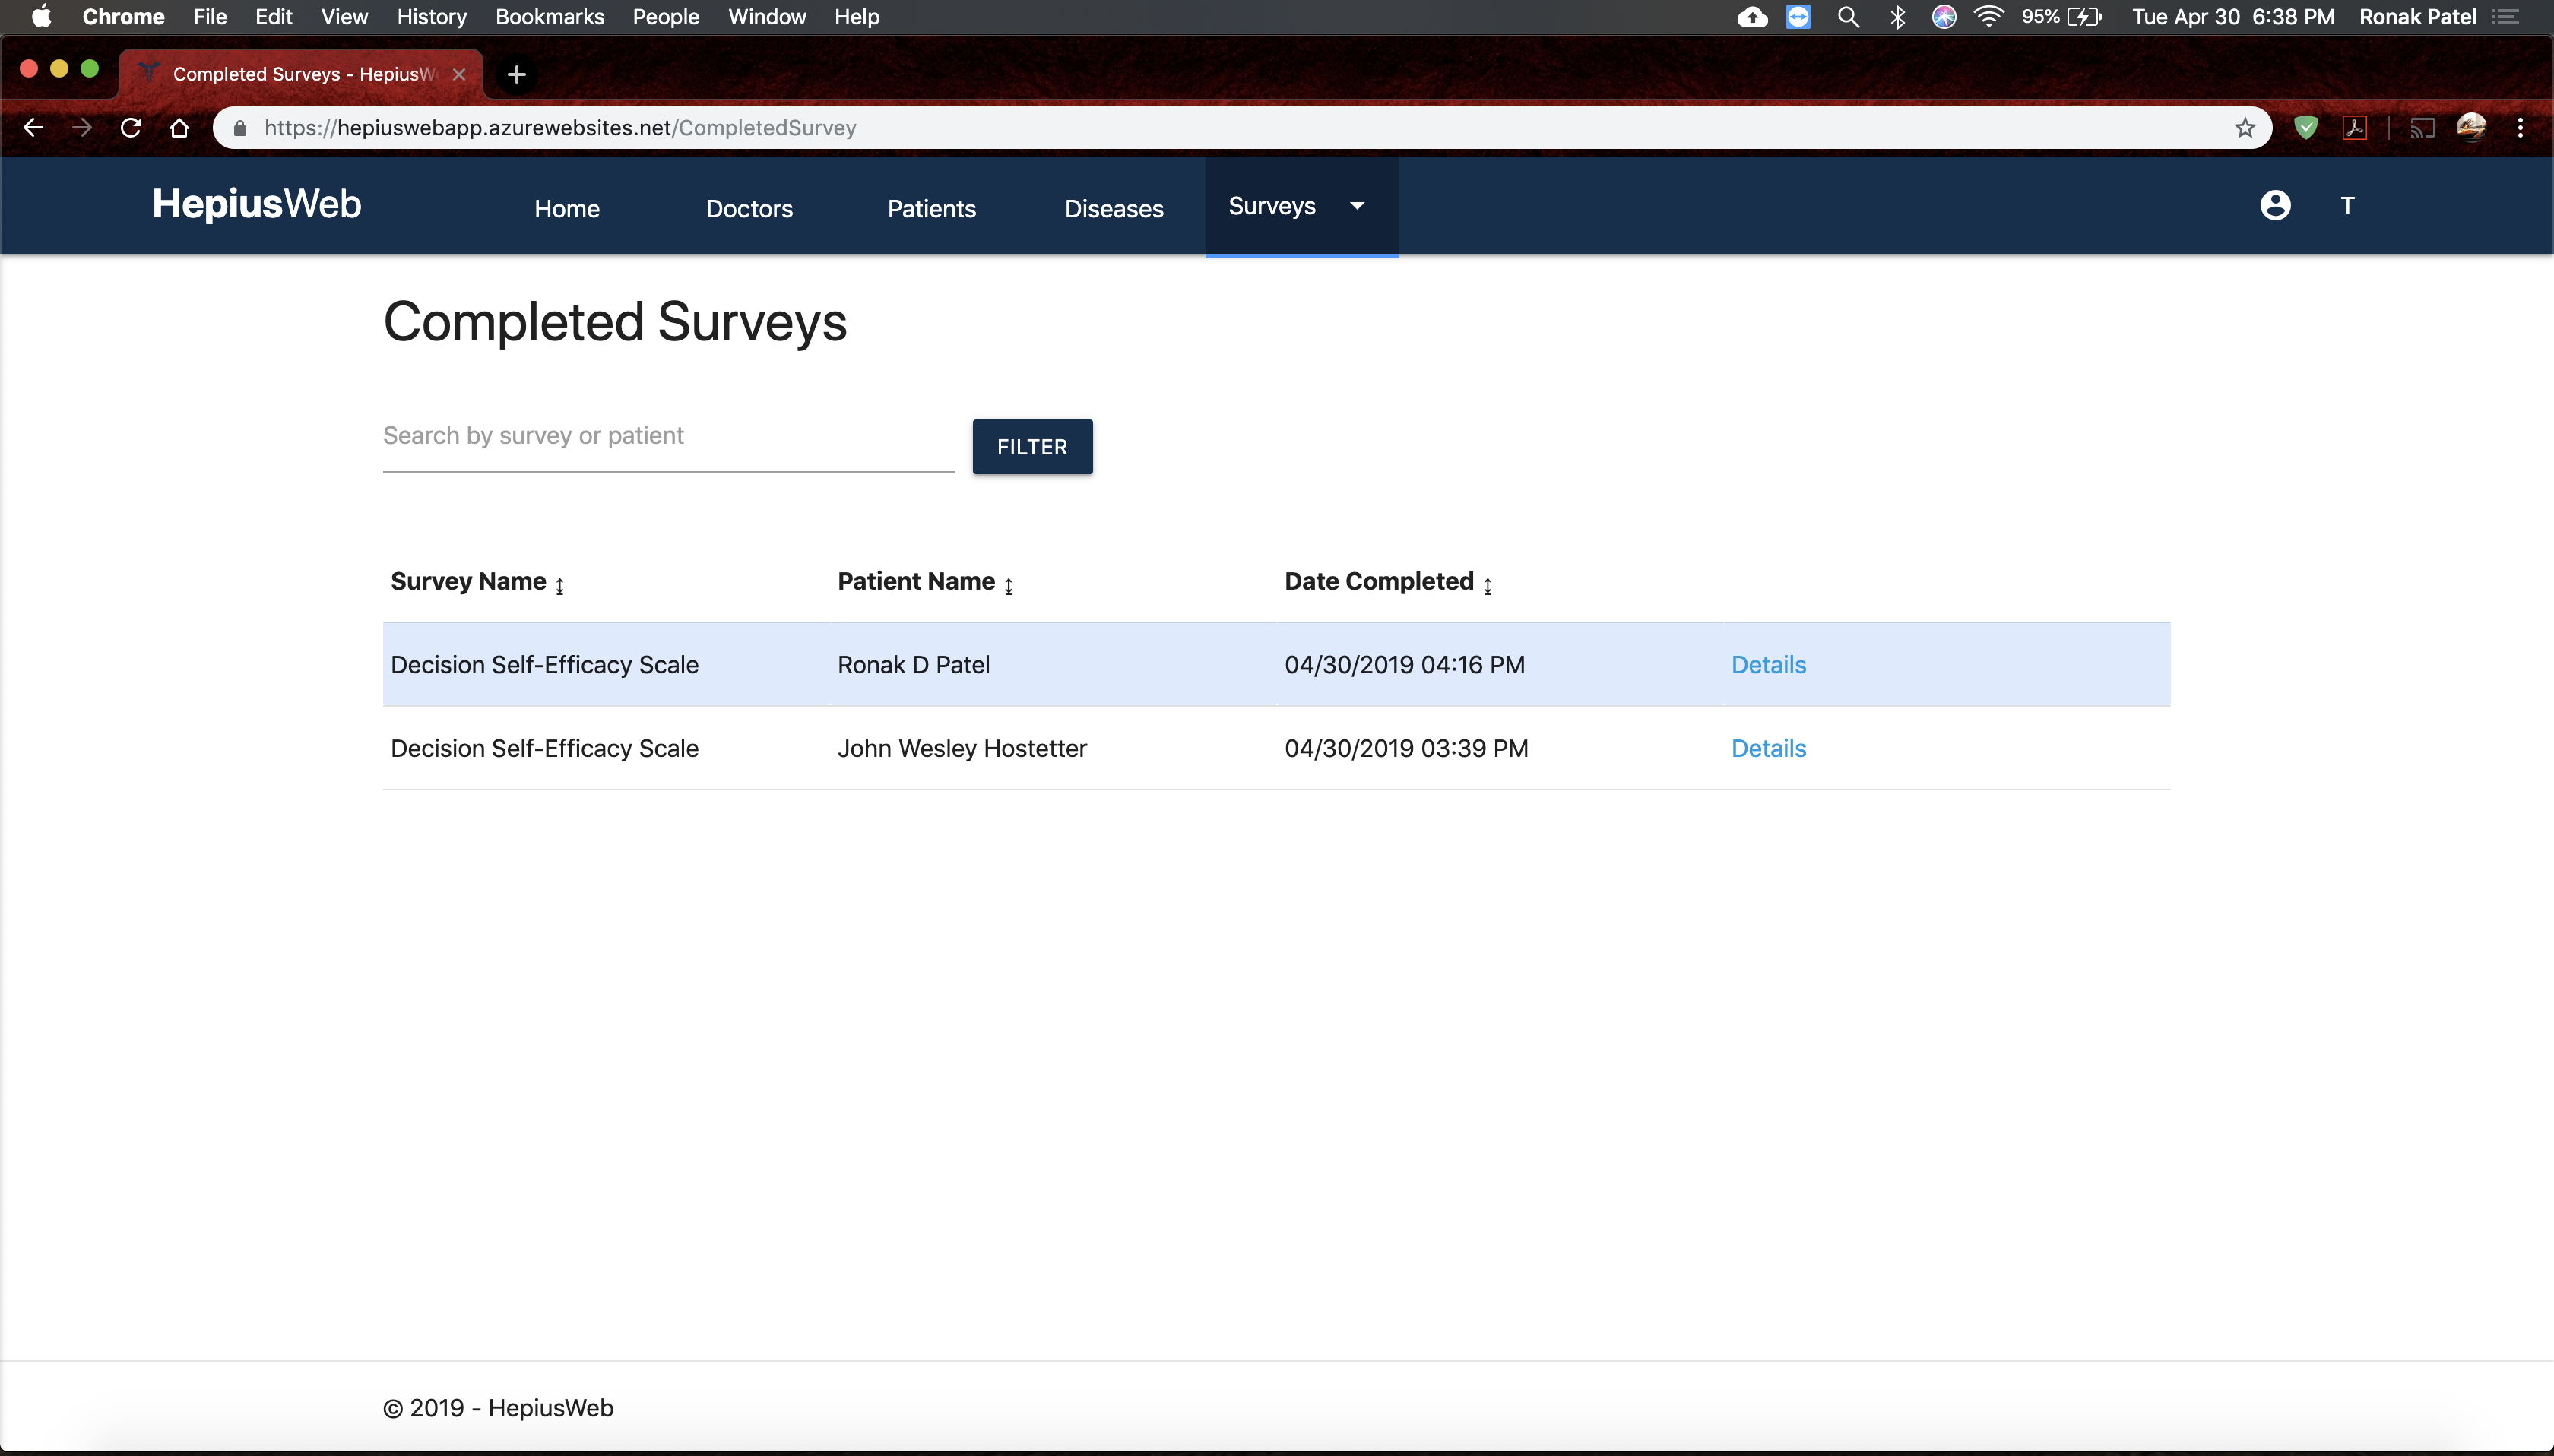 Chrome File Edit View History Bookmarks People Window Help 95% Tue Apr 30 6:38 PM Ronak Patel
Completed Surveys - HepiusW
https://hepiuswebapp.azurewebsites.net/CompletedSurvey
HepiusWeb Home Doctors Patients Diseases Surveys T
Completed Surveys
Search by survey or patient FILTER
Survey Name Patient Name Date Completed
Decision Self-Efficacy Scale Ronak D Patel 04/30/2019 04:16 PM Details
Decision Self-Efficacy Scale John Wesley Hostetter 04/30/2019 03:39 PM Details
© 2019 - HepiusWeb